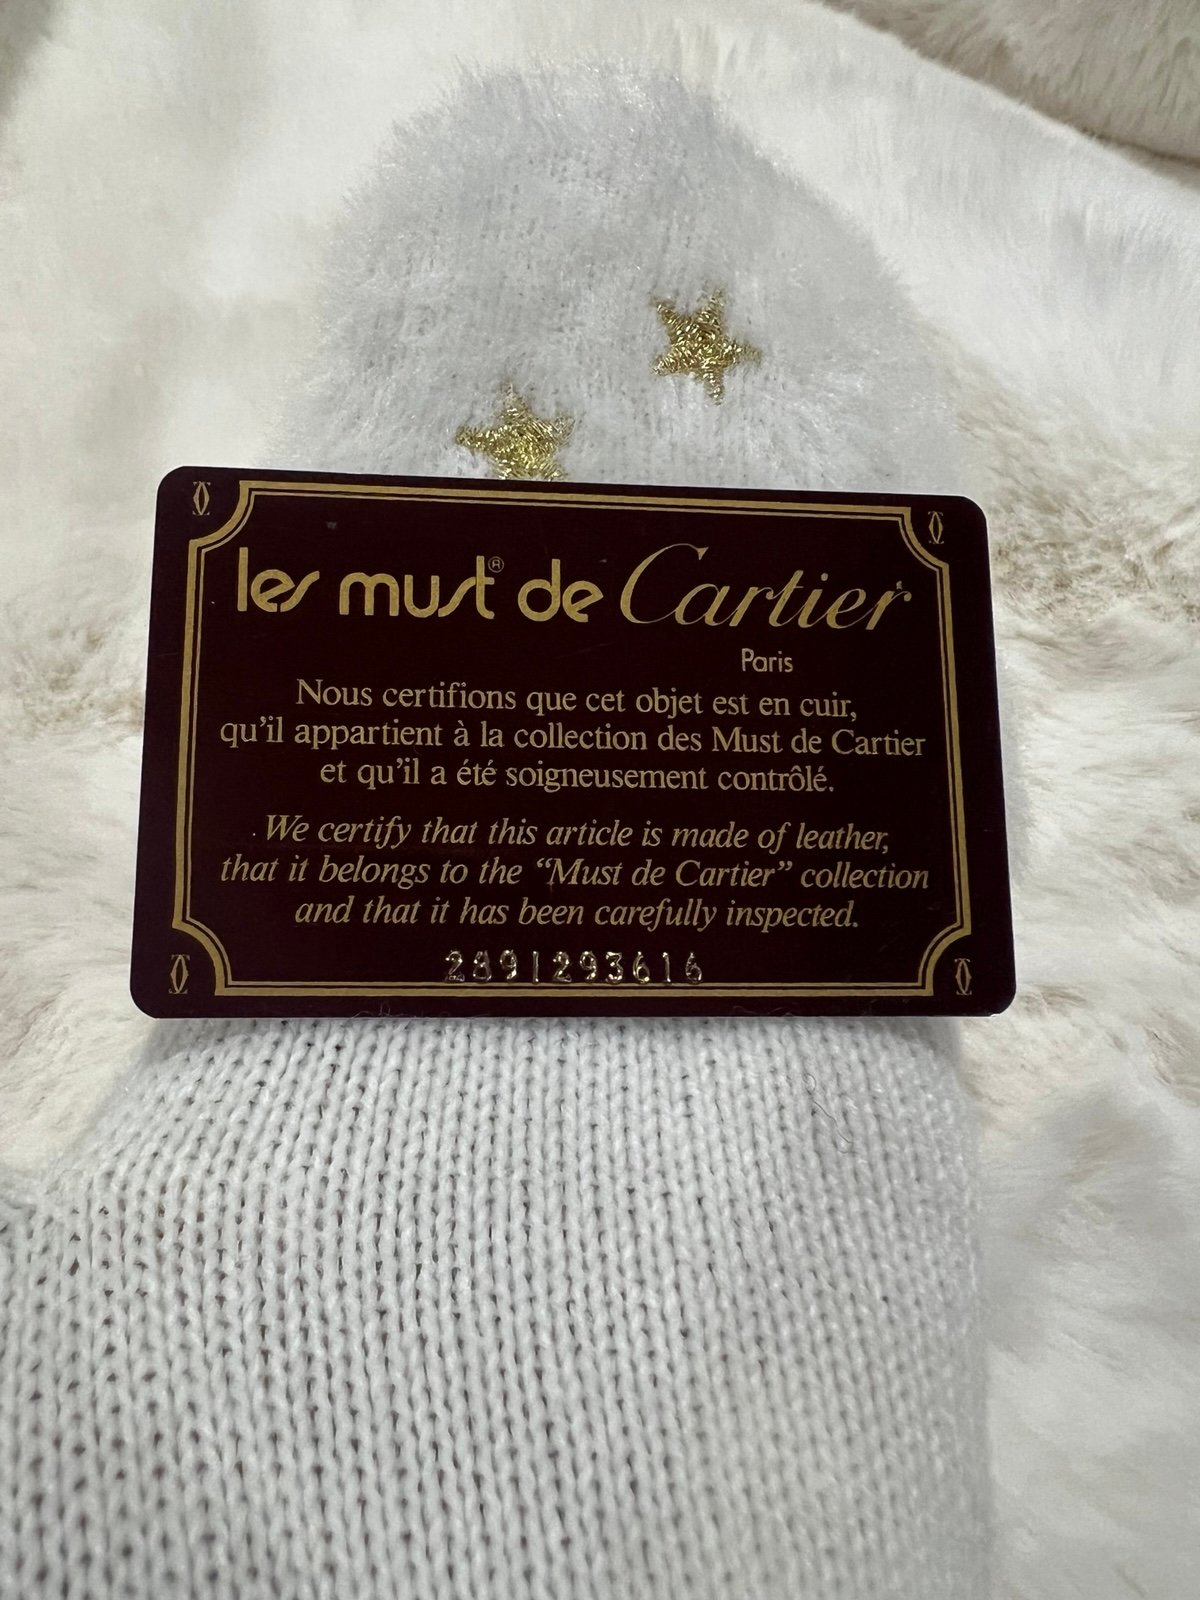 les must® de Cartier
Paris
Nous certifions que cet objet est en cuir,
qu'il appartient à la collection des Must de Cartier
et qu'il a été soigneusement contrôlé.
We certify that this article is made of leather,
that it belongs to the “Must de Cartier” collection
and that it has been carefully inspected.
2891293616